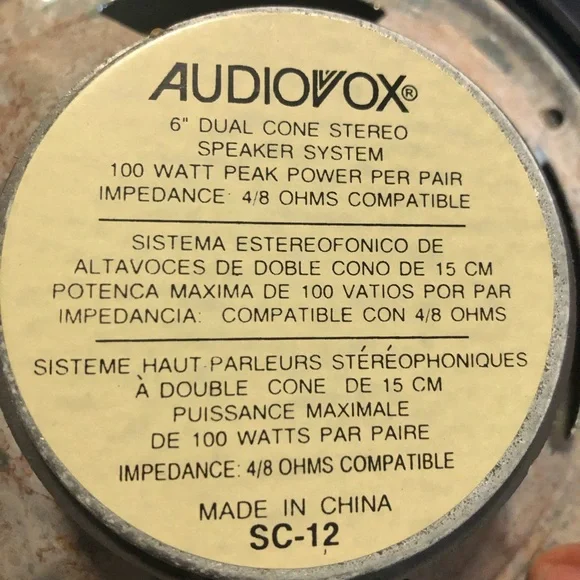 AUDIOVOX®
6" DUAL CONE STEREO
SPEAKER SYSTEM
100 WATT PEAK POWER PER PAIR
IMPEDANCE: 4/8 OHMS COMPATIBLE
SISTEMA ESTEREOFONICO DE
ALTAVOCES DE DOBLE CONO DE 15 CM
POTENCA MAXIMA DE 100 VATIOS POR PAR
IMPEDANCIA: COMPATIBLE CON 4/8 OHMS
SISTEME HAUT-PARLEURS STÉRÉOPHONIQUES
À DOUBLE CONE DE 15 CM
PUISSANCE MAXIMALE
DE 100 WATTS PAR PAIRE
IMPEDANCE: 4/8 OHMS COMPATIBLE
MADE IN CHINA
SC-12